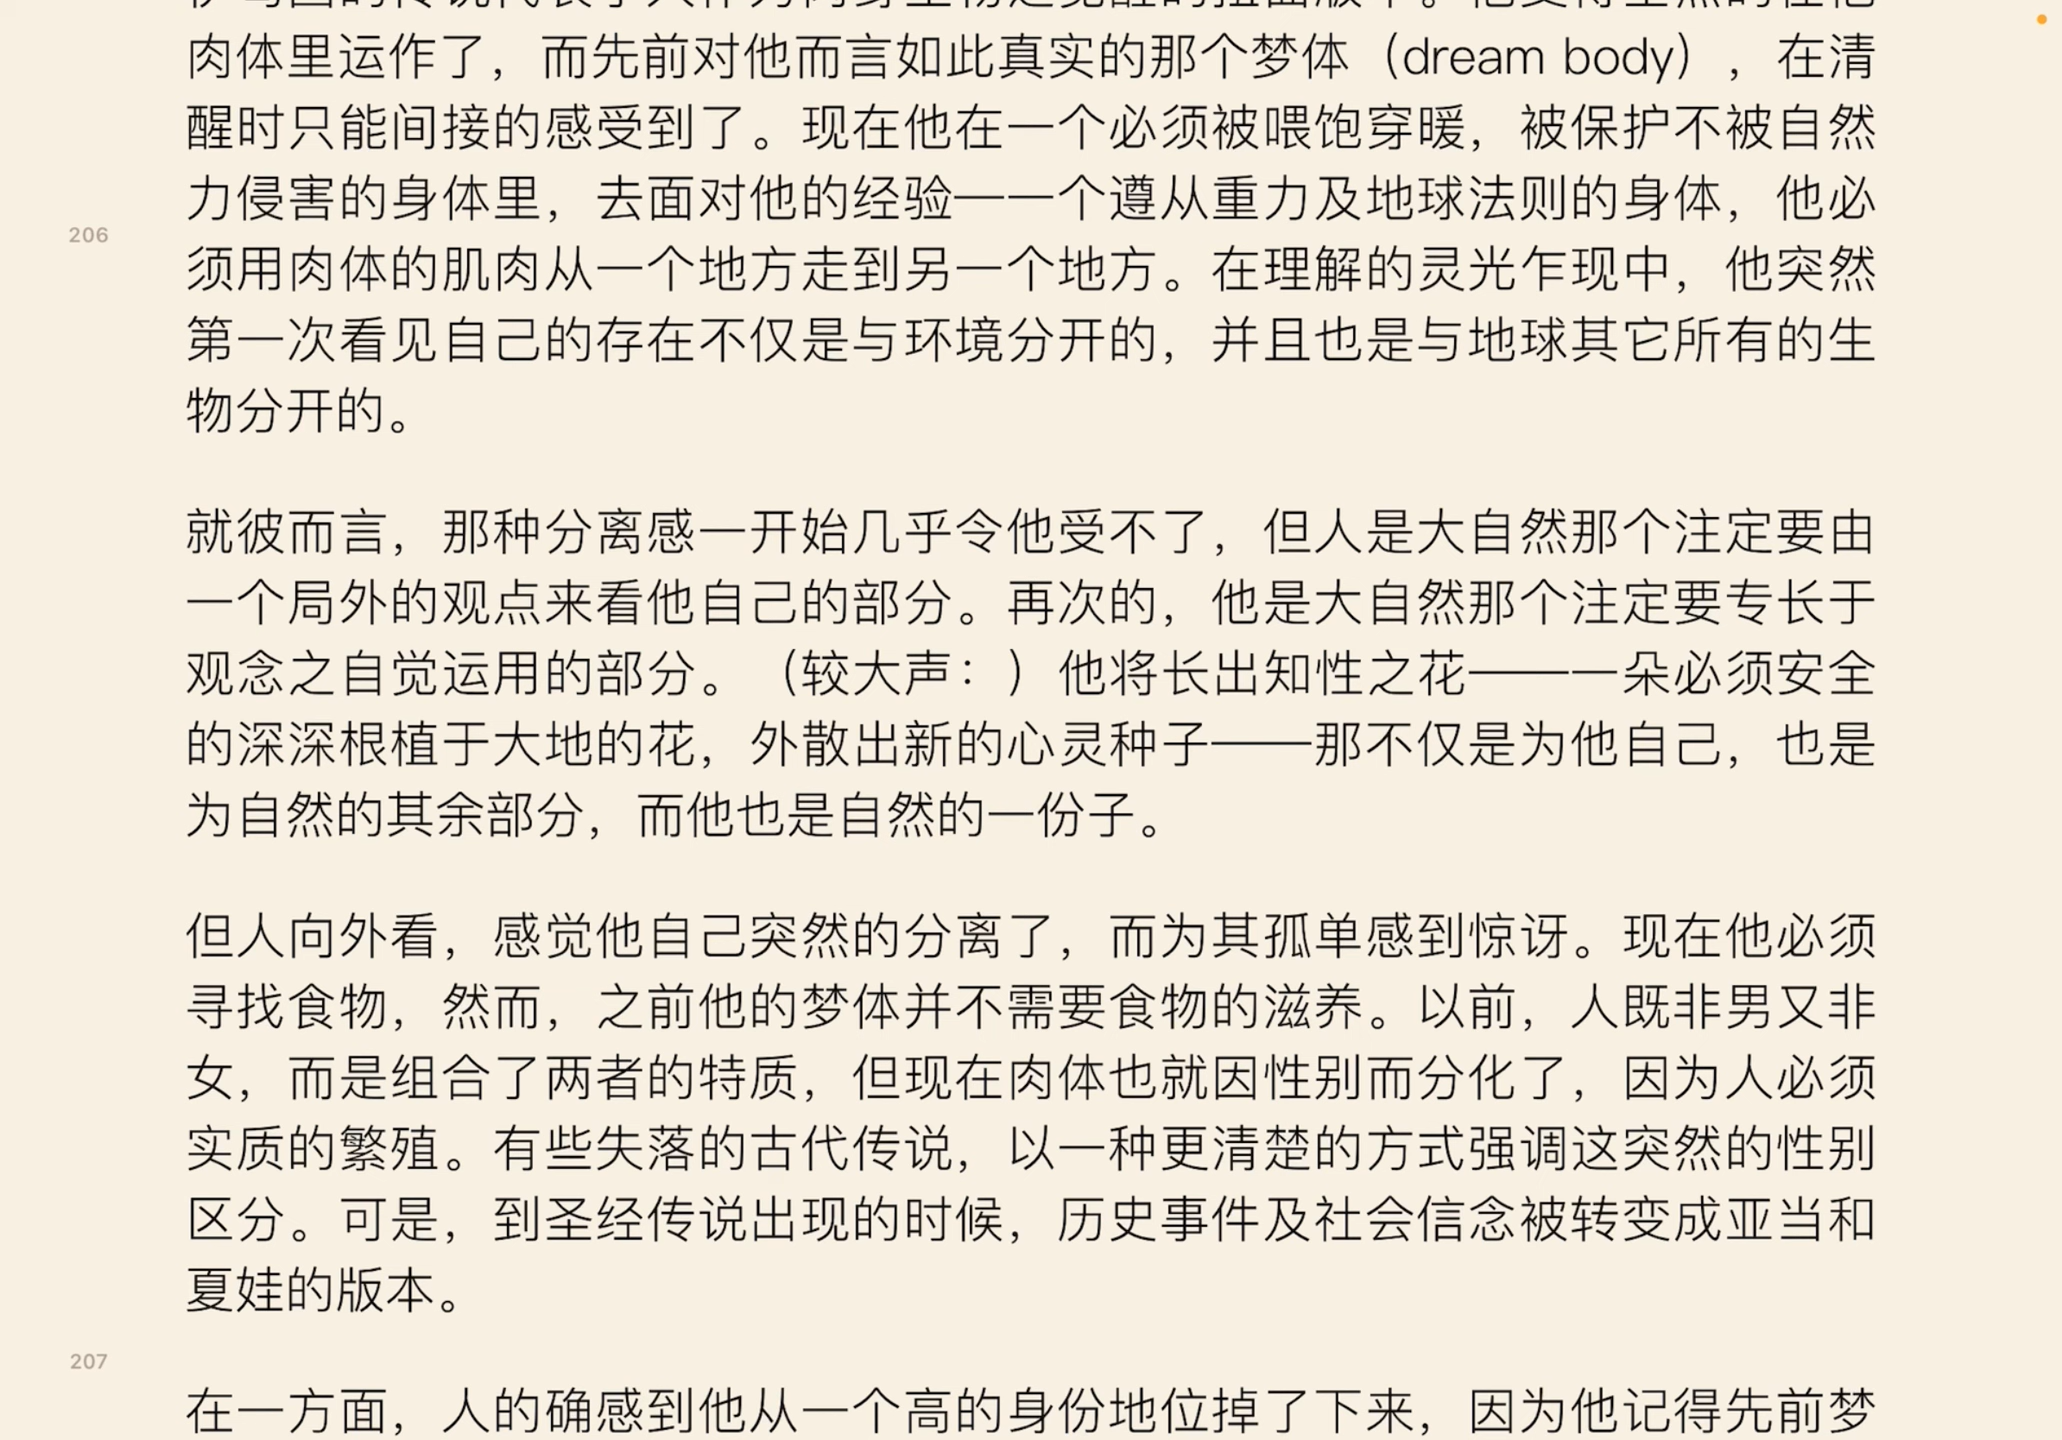 肉体里运作了，而先前对他而言如此真实的那个梦体（dream body），在清
醒时只能间接的感受到了。现在他在一个必须被喂饱穿暖，被保护不被自然
力侵害的身体里，去面对他的经验——一个遵从重力及地球法则的身体，他必
206
须用肉体的肌肉从一个地方走到另一个地方。在理解的灵光乍现中，他突然
第一次看见自己的存在不仅是与环境分开的，并且也是与地球其它所有的生
物分开的。
就彼而言，那种分离感一开始几乎令他受不了，但人是大自然那个注定要由
一个局外的观点来看他自己的部分。再次的，他是大自然那个注定要专长于
观念之自觉运用的部分。（较大声：）他将长出知性之花——一朵必须安全
的深深根植于大地的花，外散出新的心灵种子——那不仅是为他自己，也是
为自然的其余部分，而他也是自然的一份子。
但人向外看，感觉他自己突然的分离了，而为其孤单感到惊讶。现在他必须
寻找食物，然而，之前他的梦体并不需要食物的滋养。以前，人既非男又非
女，而是组合了两者的特质，但现在肉体也就因性别而分化了，因为人必须
实质的繁殖。有些失落的古代传说，以一种更清楚的方式强调这突然的性别
区分。可是，到圣经传说出现的时候，历史事件及社会信念被转变成亚当和
夏娃的版本。
207
在一方面，人的确感到他从一个高的身份地位掉了下来，因为他记得先前梦